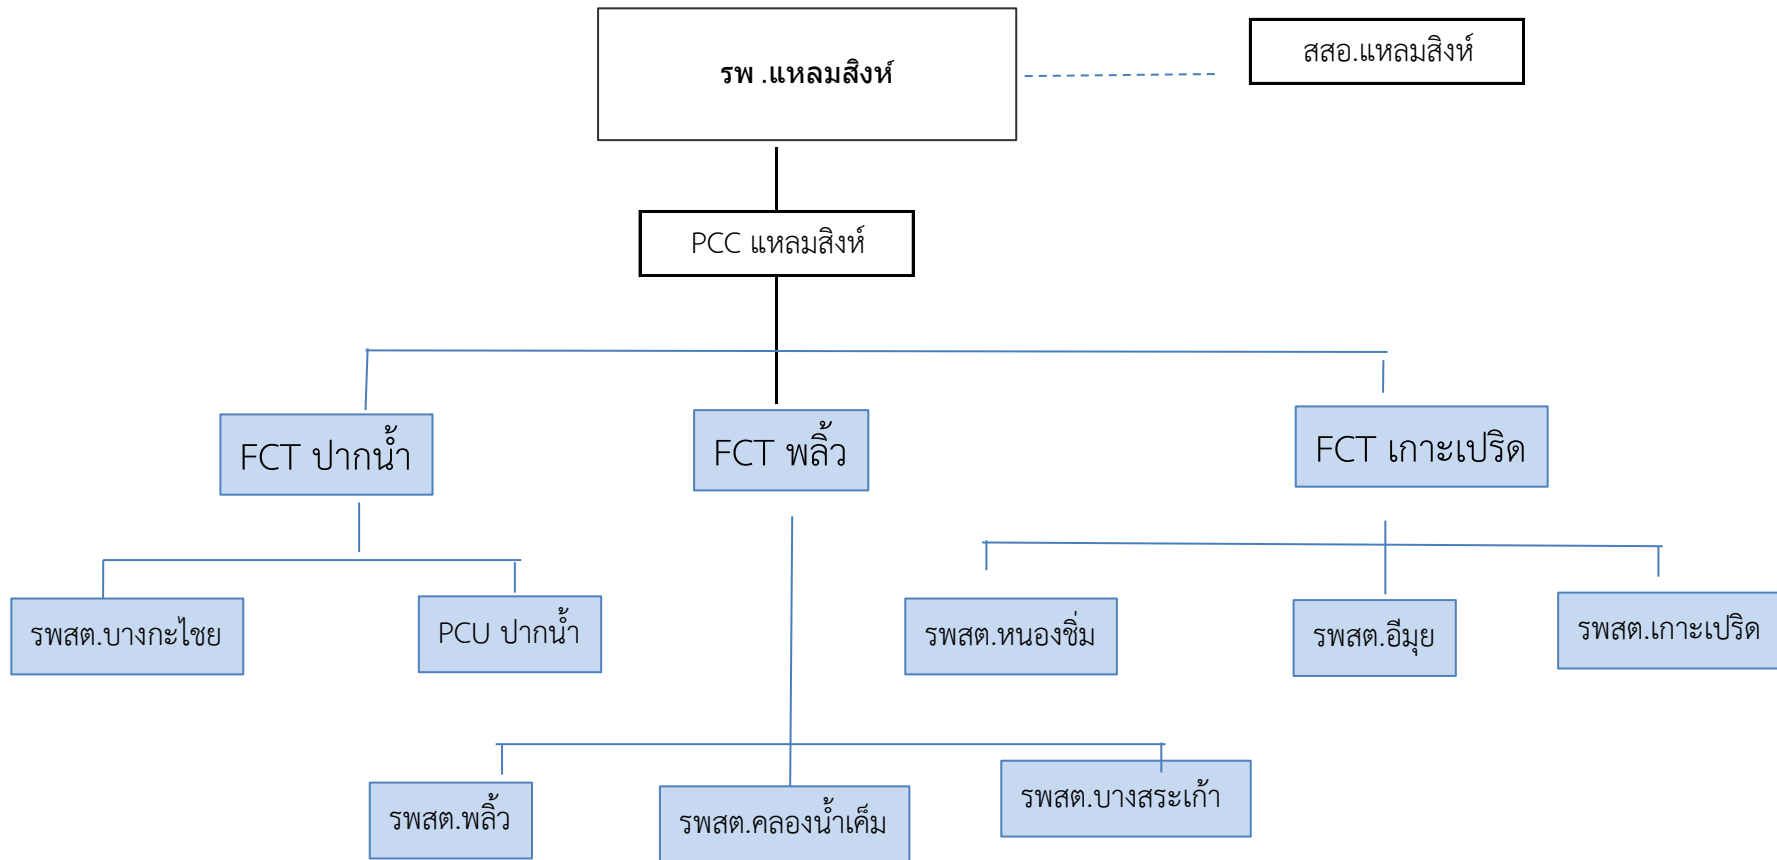 รพ .แหลมสิงห์
สสอ.แหลมสิงห์
PCC แหลมสิงห์
FCT ปากน้ำ
FCT พลิ้ว
FCT เกาะเปริด
รพสต.บางกะไชย
PCU ปากน้ำ
รพสต.หนองชิ่ม
รพสต.อีมุย
รพสต.เกาะเปริด
รพสต.พลิ้ว
รพสต.คลองน้ำเค็ม
รพสต.บางสระเก้า